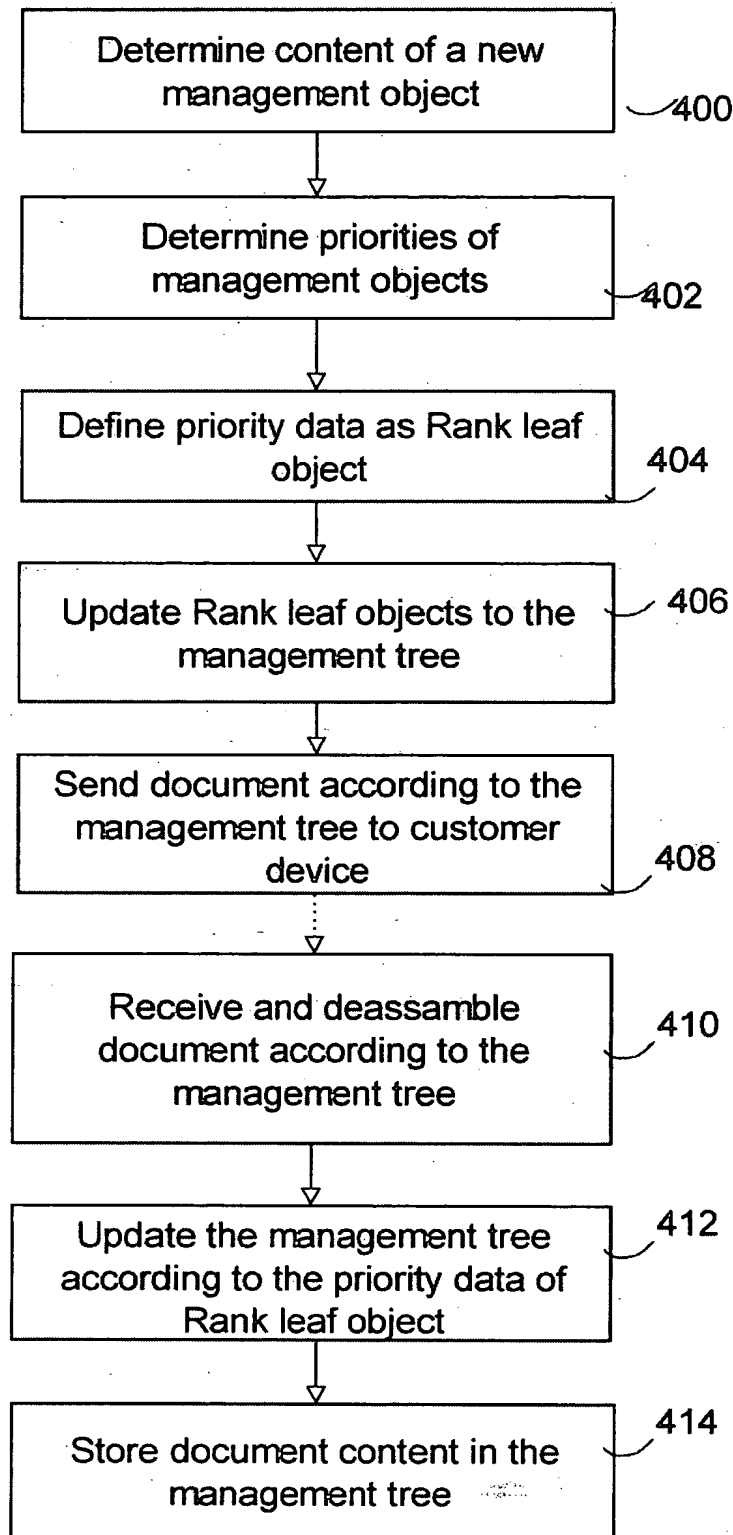 Determine content of a new
management object
400
Determine priorities of
management objects
402
Define priority data as Rank leaf
object
404
Update Rank leaf objects to the
management tree
406
Send document according to the
management tree to customer
device
408
Receive and deassamble
document according to the
management tree
410
Update the management tree
according to the priority data of
Rank leaf object
412
Store document content in the
management tree
414